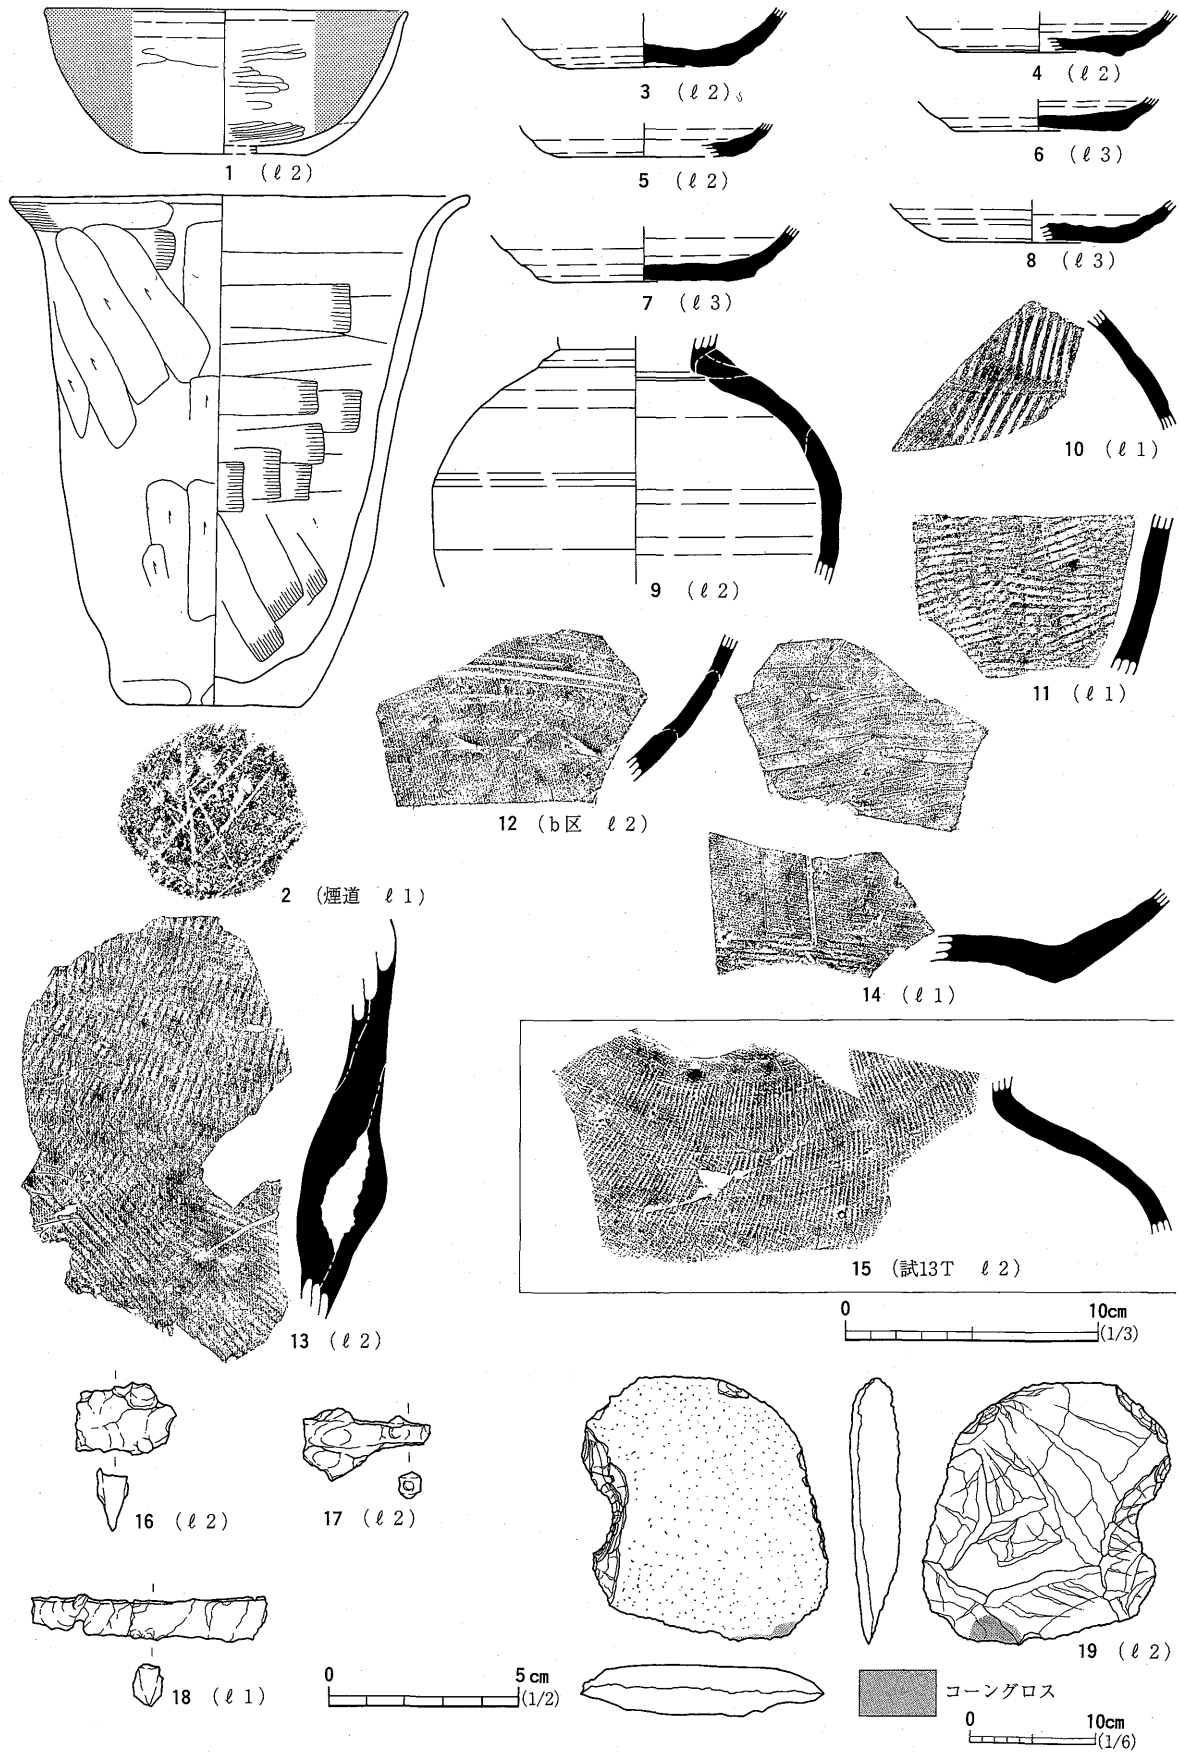 1 (ℓ2)
3 (ℓ2)
4 (ℓ2)
5 (ℓ2)
6 (ℓ3)
7 (ℓ3)
8 (ℓ3)
9 (ℓ2)
10 (ℓ1)
11 (ℓ1)
12 (b区 ℓ2)
2 (煙道 ℓ1)
14 (ℓ1)
15 (試13T ℓ2)
13 (ℓ2)
0 10cm
(1/3)
16 (ℓ2)
17 (ℓ2)
18 (ℓ1)
0 5cm
(1/2)
19 (ℓ2)
コーングロス
0 10cm
(1/6)